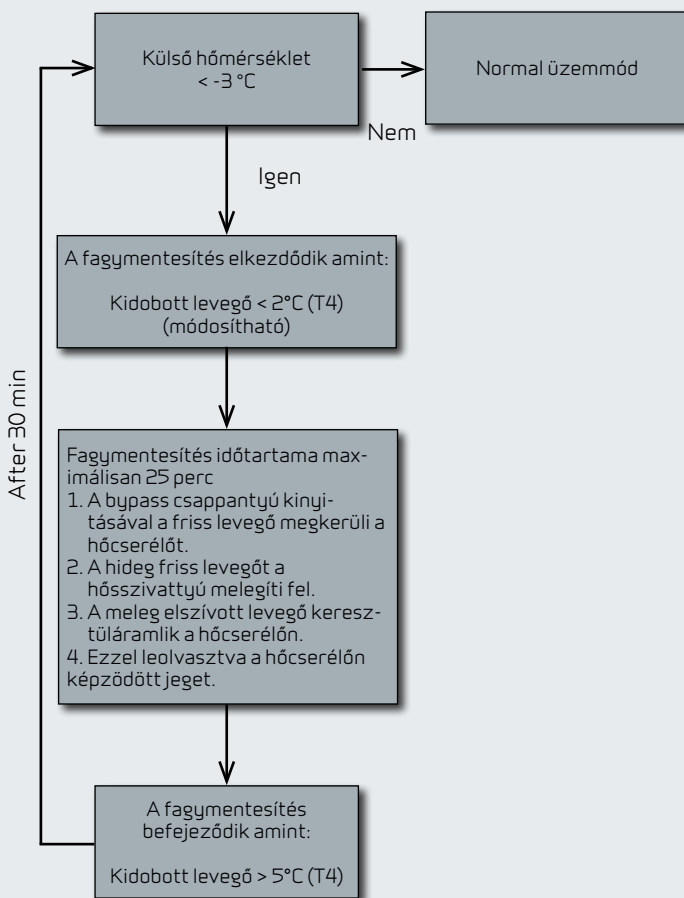 Külső hőmérséklet
< -3 °C
Normal üzemmód
Nem
Igen
A fagymentesítés elkezdődik amint:
Kidobott levegő < 2°C (T4)
(módosítható)
After 30 min
Fagymentesítés időtartama max-
imálisan 25 perc
1. A bypass csappantyú kinyi-
tásával a friss levegő megkerüli a
hőcserélőt.
2. A hideg friss levegőt a
hősszivattyú melegíti fel.
3. A meleg elszívott levegő keresz-
tüláramlik a hőcserélőn.
4. Ezzel leolvasztva a hőcserélőn
képzödött jeget.
A fagymentesítés
befejeződik amint:
Kidobott levegő > 5°C (T4)